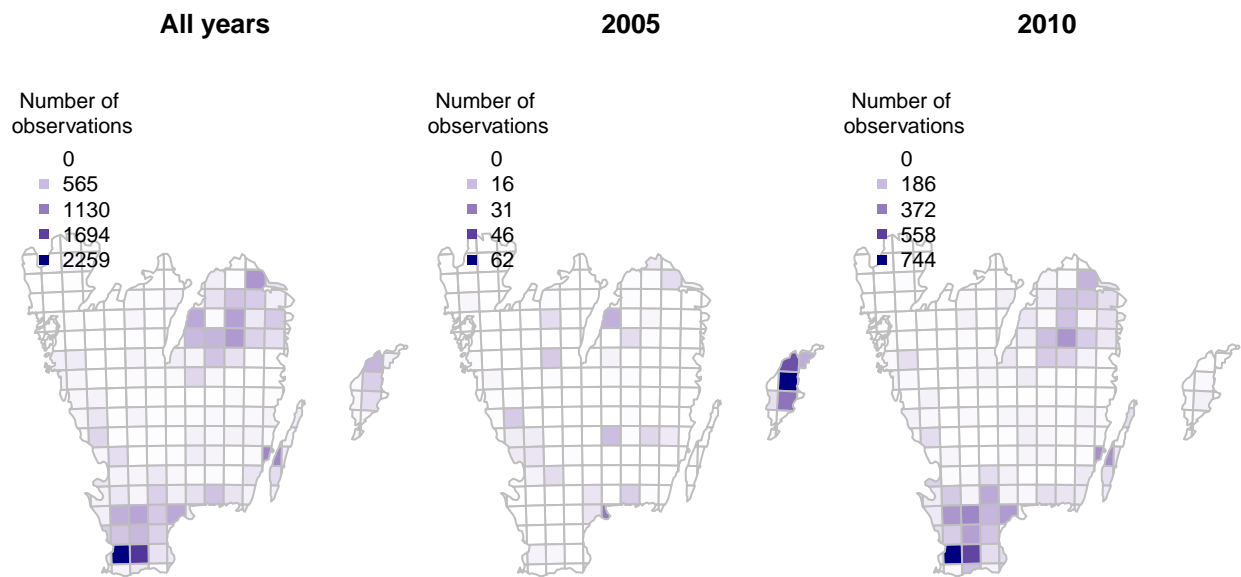 All years
Number of
observations
0
565
1130
1694
2259
2005
Number of
observations
0
16
31
46
62
2010
Number of
observations
0
186
372
558
744